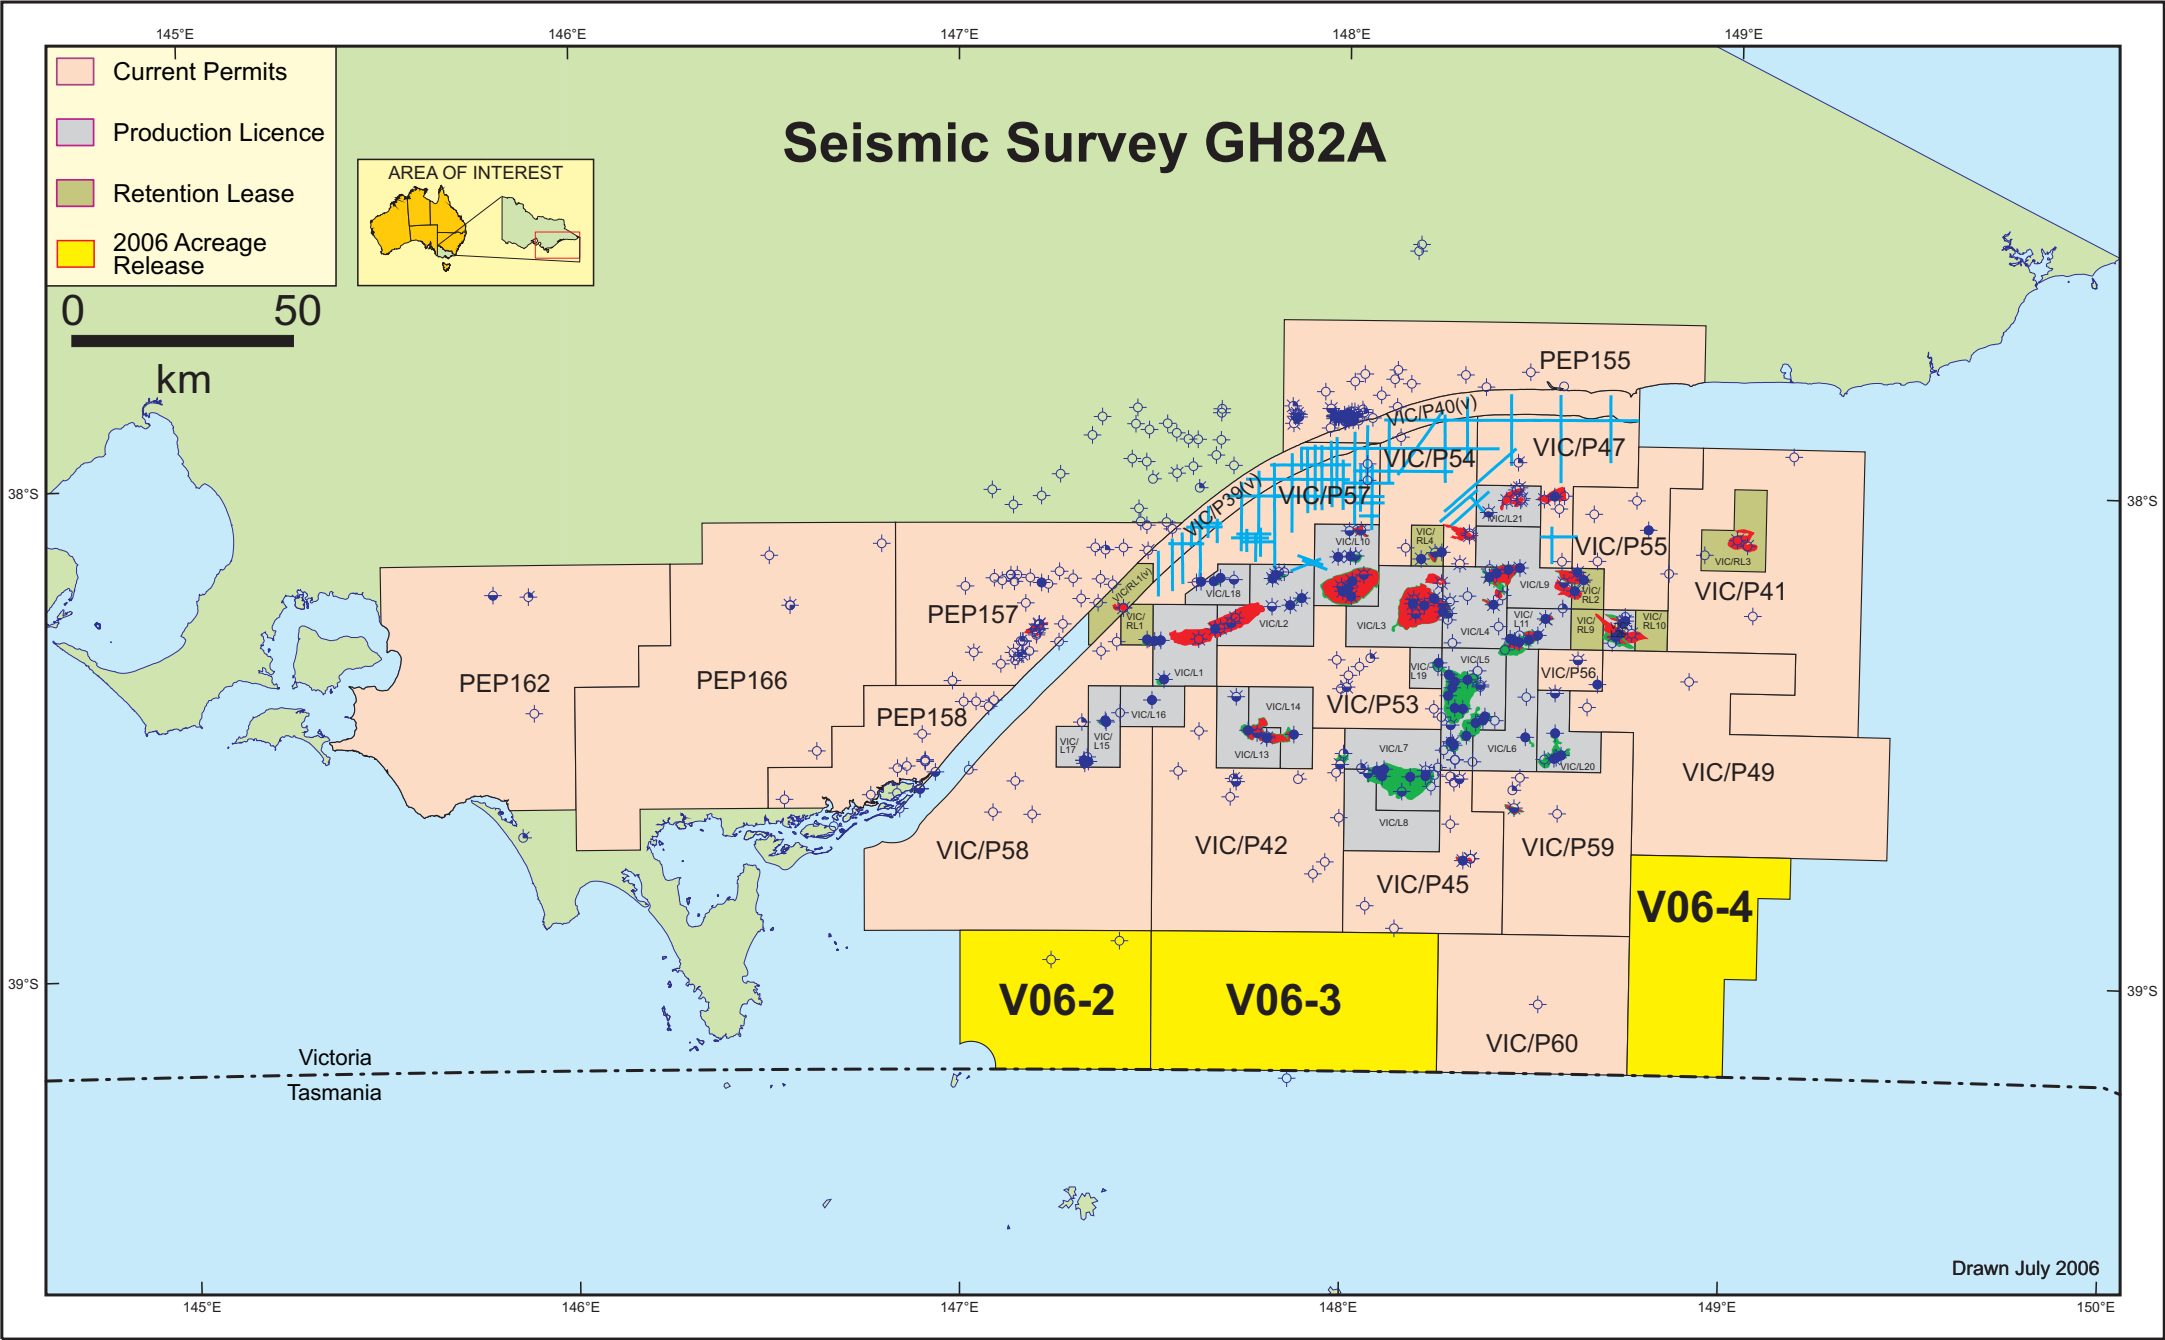 145°E
146°E
147°E
148°E
149°E
Current Permits
Production Licence
Retention Lease
2006 Acreage
Release
0
50
km
AREA OF INTEREST
Seismic Survey GH82A
38°S
38°S
39°S
39°S
PEP155
VIC/P40(v)
VIC/P47
VIC/P54
VIC/P57
VIC/P39(v)
VIC/L21
VIC/L10
VIC/
RL4
VIC/P55
VIC/RL3
VIC/P41
VIC/RL1(v)
VIC/L18
VIC/L9
VIC/
RL2
PEP157
VIC/
RL1
VIC/L2
VIC/L3
VIC/L4
VIC/
L11
VIC/
RL9
VIC/
RL10
PEP162
PEP166
VIC/L1
VIC/
L19
VIC/L5
VIC/P56
VIC/P53
PEP158
VIC/L16
VIC/L14
VIC/
L17
VIC/
L15
VIC/L13
VIC/L7
VIC/L6
VIC/L20
VIC/P49
VIC/L8
VIC/P58
VIC/P42
VIC/P59
VIC/P45
V06-4
V06-2
V06-3
VIC/P60
Victoria
Tasmania
Drawn July 2006
145°E
146°E
147°E
148°E
149°E
150°E